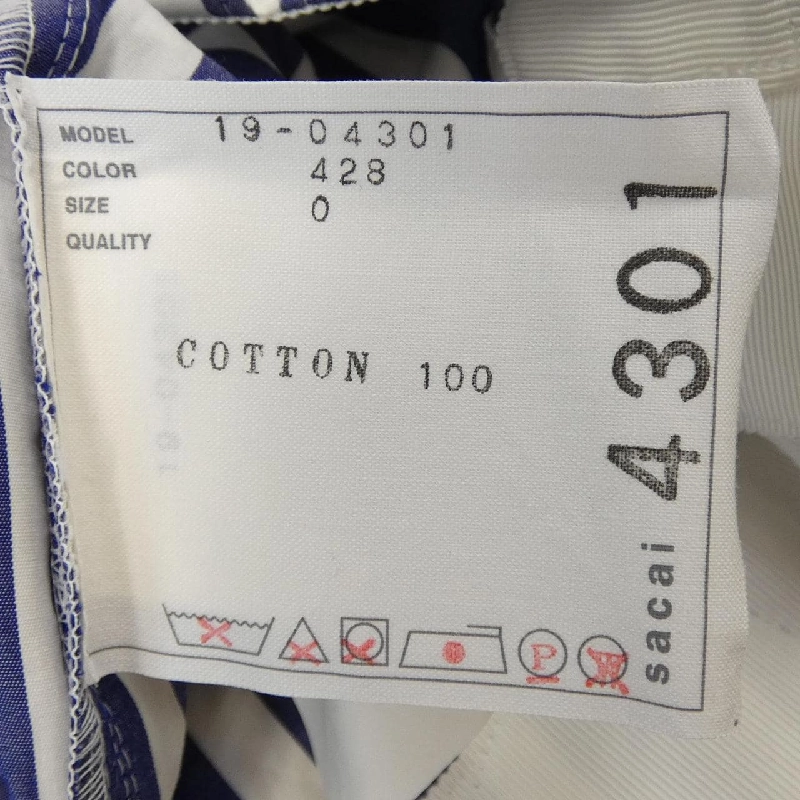 MODEL 19-04301
COLOR 428
SIZE 0
QUALITY
COTTON 100
sacai 4301
P
W